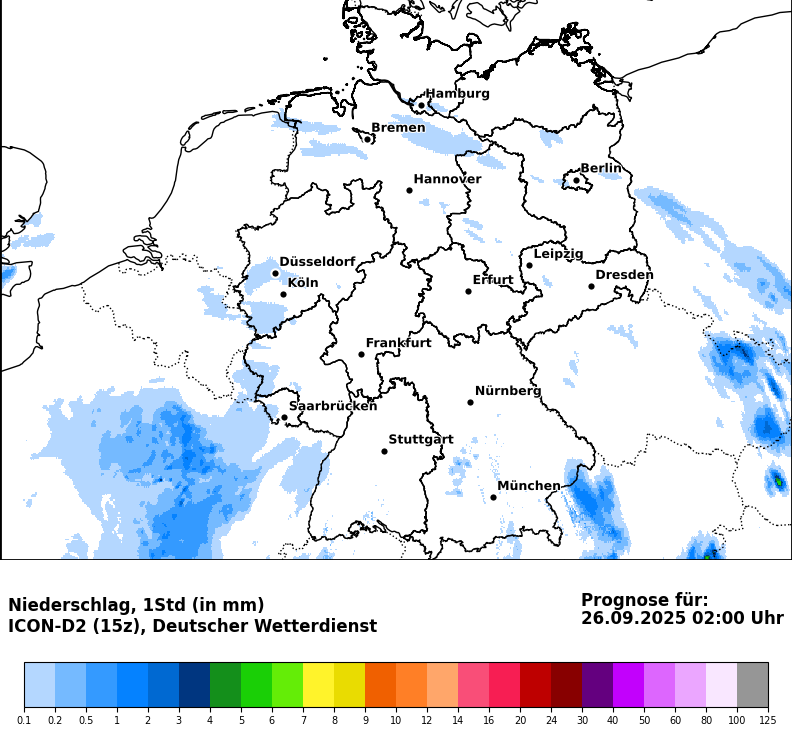 Hamburg
Bremen
Berlin
Hannover
Leipzig
Düsseldorf
Dresden
Köln
Erfurt
Frankfurt
Nürnberg
Saarbrücken
Stuttgart
München
Niederschlag, 1Std (in mm)
ICON-D2 (15z), Deutscher Wetterdienst
Prognose für:
26.09.2025 02:00 Uhr
0.1 0.2 0.5 1 2 3 4 5 6 7 8 9 10 12 14 16 20 24 30 40 50 60 80 100 125